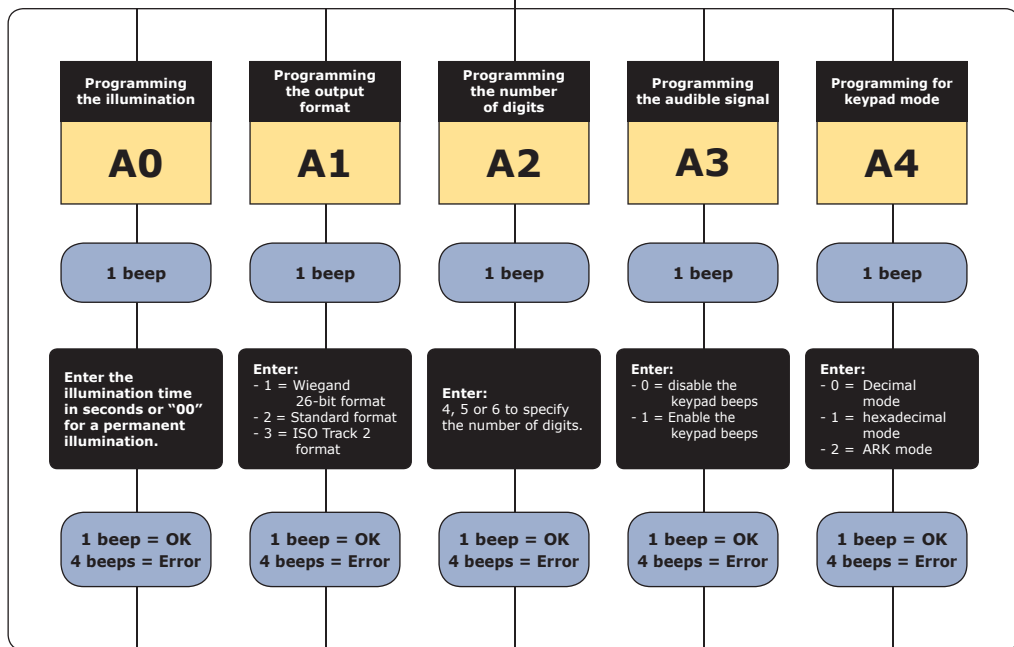 Programming
the illumination
A0
1 beep
Enter the
illumination time
in seconds or “00”
for a permanent
illumination.
1 beep = OK
4 beeps = Error
Programming
the output
format
A1
1 beep
Enter:
- 1 = Wiegand
26-bit format
- 2 = Standard format
- 3 = ISO Track 2
format
1 beep = OK
4 beeps = Error
Programming
the number
of digits
A2
1 beep
Enter:
4, 5 or 6 to specify
the number of digits.
1 beep = OK
4 beeps = Error
Programming
the audible signal
A3
1 beep
Enter:
- 0 = disable the
keypad beeps
- 1 = Enable the
keypad beeps
1 beep = OK
4 beeps = Error
Programming for
keypad mode
A4
1 beep
Enter:
- 0 = Decimal
mode
- 1 = hexadecimal
mode
- 2 = ARK mode
1 beep = OK
4 beeps = Error